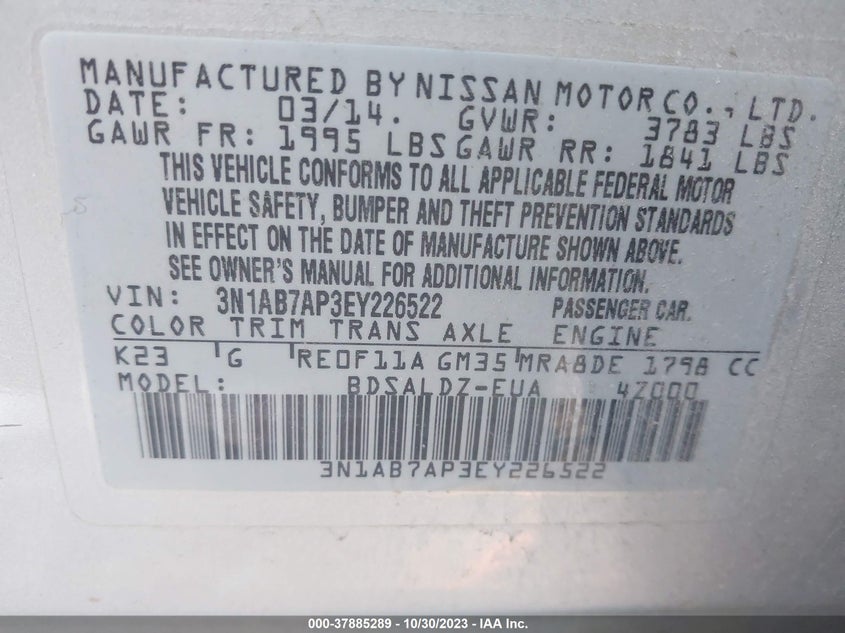 MANUFACTURED BY NISSAN MOTOR CO., LTD.
DATE: 03/14. GVWR: 3783 LBS
GAWR FR: 1995 LBS GAWR RR: 1841 LBS
THIS VEHICLE CONFORMS TO ALL APPLICABLE FEDERAL MOTOR
VEHICLE SAFETY, BUMPER AND THEFT PREVENTION STANDARDS
IN EFFECT ON THE DATE OF MANUFACTURE SHOWN ABOVE.
SEE OWNER'S MANUAL FOR ADDITIONAL INFORMATION.
VIN: 3N1AB7AP3EY226522 PASSENGER CAR.
COLOR TRIM TRANS AXLE ENGINE
K23 G RE0F11A GM35 MRA8DE 1798 CC
MODEL: BDSALDZ-EUA 4Z000
3N1AB7AP3EY226522
000-37885289 - 10/30/2023 - IAA Inc.